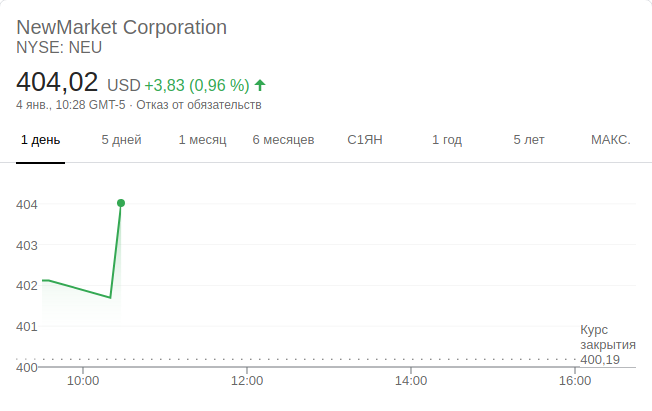 NewMarket Corporation
NYSE: NEU
404,02 USD +3,83 (0,96 %)
4 янв., 10:28 GMT-5 · Отказ от обязательств
1 день 5 дней 1 месяц 6 месяцев С1ЯН 1 год 5 лет МАКС.
404
403
402
401
Курс
закрытия
400,19
400
10:00 12:00 14:00 16:00